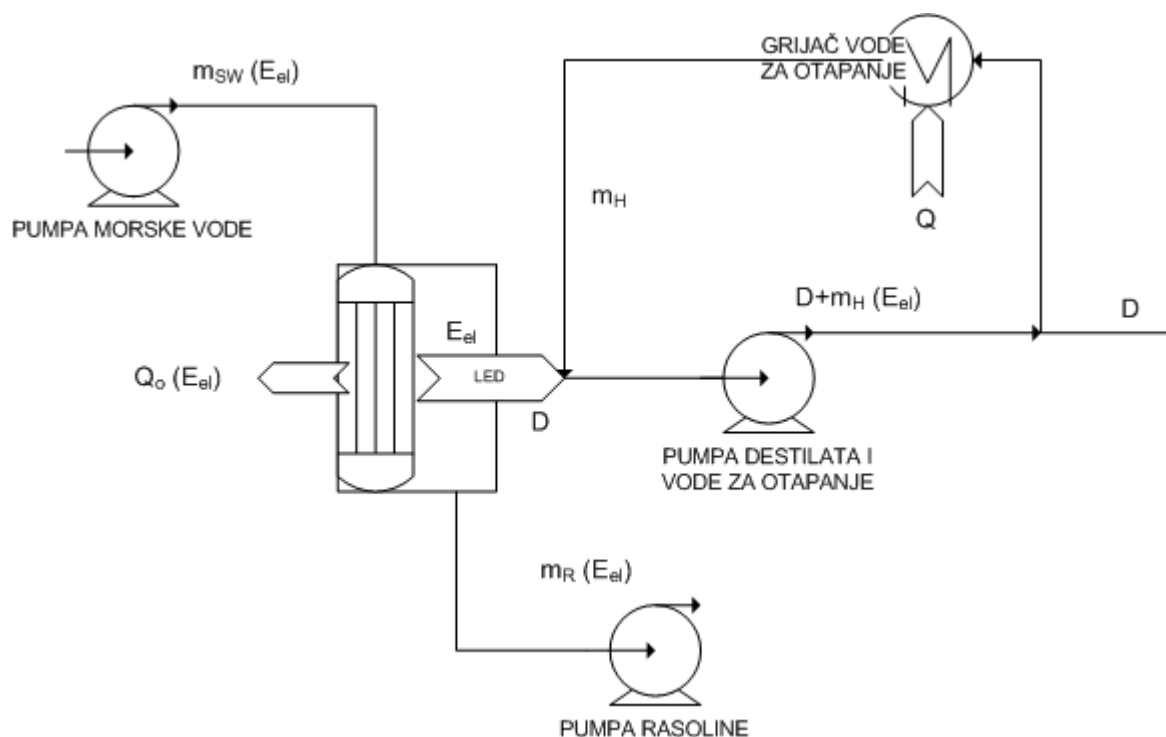 GRIJAČ VODE
ZA OTAPANJE
m_SW (E_el)
m_H
Q
PUMPA MORSKE VODE
D+m_H (E_el)
D
E_el
Q_o (E_el)
LED
D
PUMPA DESTILATA I
VODE ZA OTAPANJE
m_R (E_el)
PUMPA RASOLINE